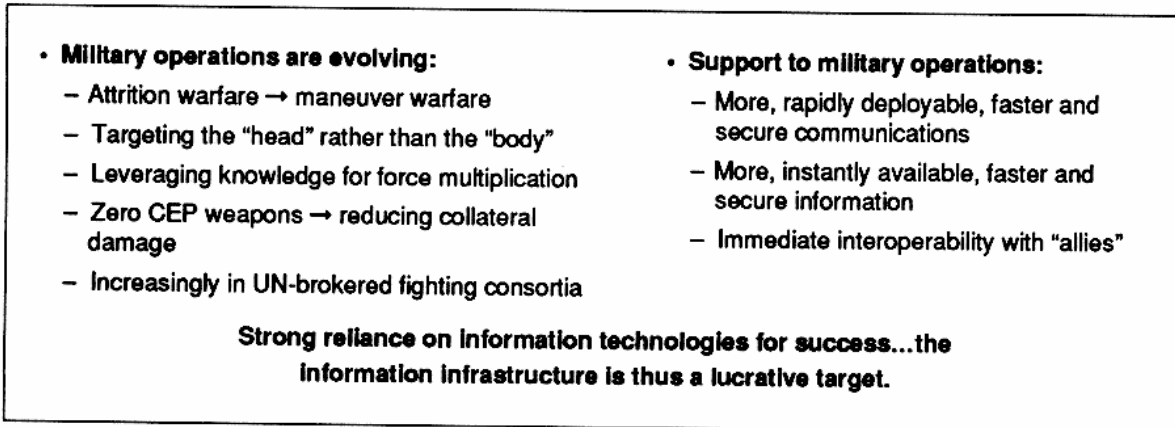 • Military operations are evolving:
– Attrition warfare → maneuver warfare
– Targeting the “head” rather than the “body”
– Leveraging knowledge for force multiplication
– Zero CEP weapons → reducing collateral
damage
– Increasingly in UN-brokered fighting consortia
• Support to military operations:
– More, rapidly deployable, faster and
secure communications
– More, instantly available, faster and
secure information
– Immediate interoperability with “allies”
Strong reliance on information technologies for success...the
information infrastructure is thus a lucrative target.